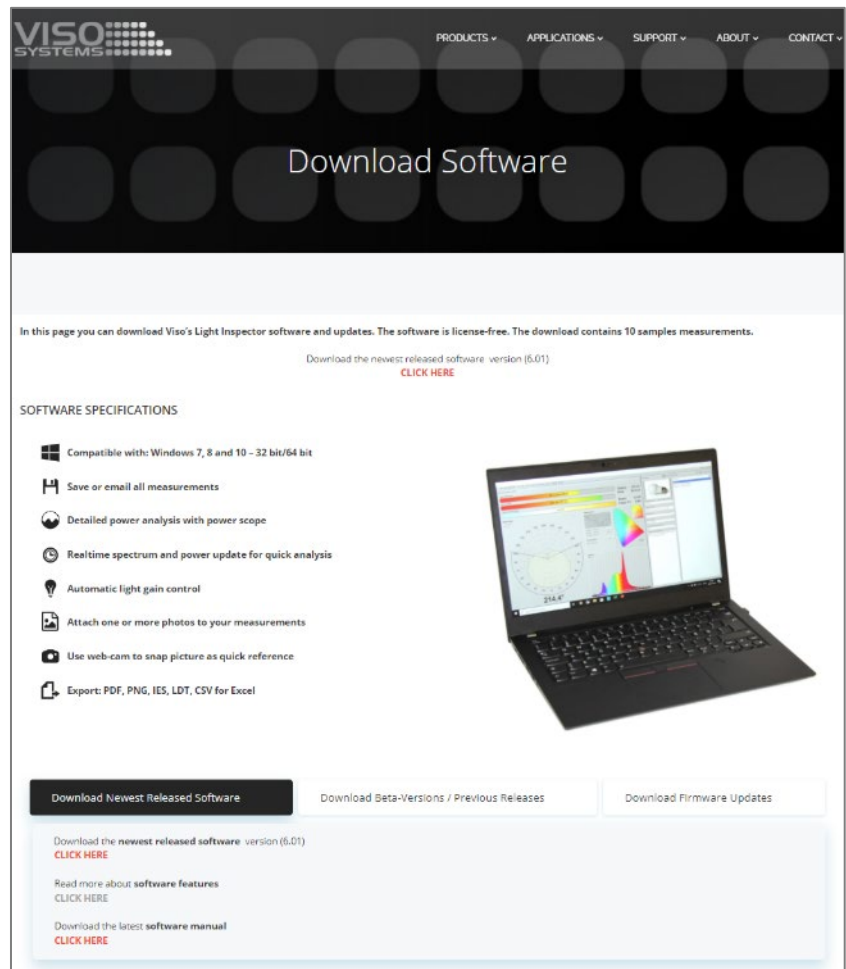 VISO
SYSTEMS
PRODUCTS APPLICATIONS SUPPORT ABOUT CONTACT
Download Software
In this page you can download Viso's Light Inspector software and updates. The software is license-free. The download contains 10 samples measurements.
Download the newest released software version (6.01)
CLICK HERE
SOFTWARE SPECIFICATIONS
Compatible with: Windows 7, 8 and 10 – 32 bit/64 bit
Save or email all measurements
Detailed power analysis with power scope
Realtime spectrum and power update for quick analysis
Automatic light gain control
Attach one or more photos to your measurements
Use web-cam to snap picture as quick reference
Export: PDF, PNG, IES, LDT, CSV for Excel
214.4°
Download Newest Released Software Download Beta-Versions / Previous Releases Download Firmware Updates
Download the newest released software version (6.01)
CLICK HERE
Read more about software features
CLICK HERE
Download the latest software manual
CLICK HERE